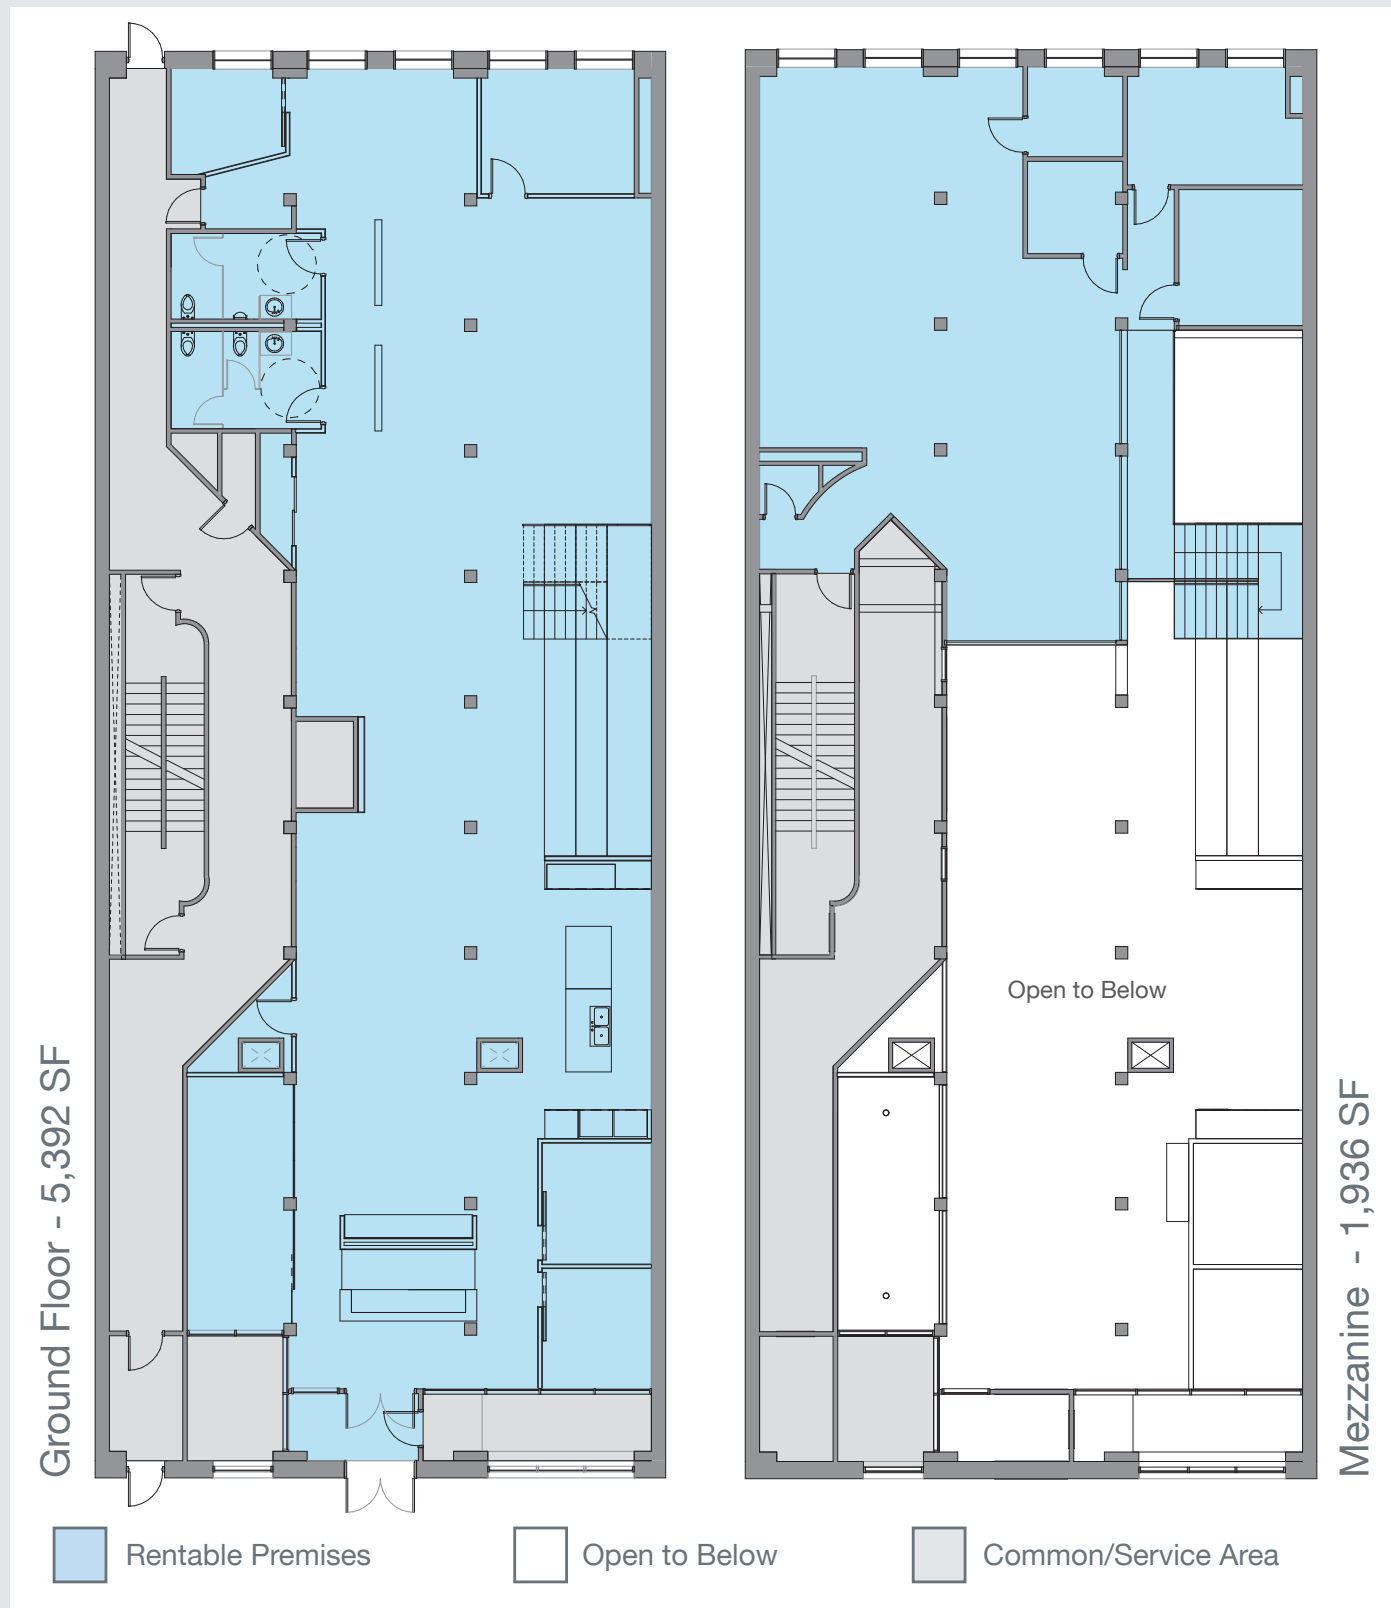 Ground Floor - 5,392 SF
Open to Below
Mezzanine - 1,936 SF
Rentable Premises
Open to Below
Common/Service Area